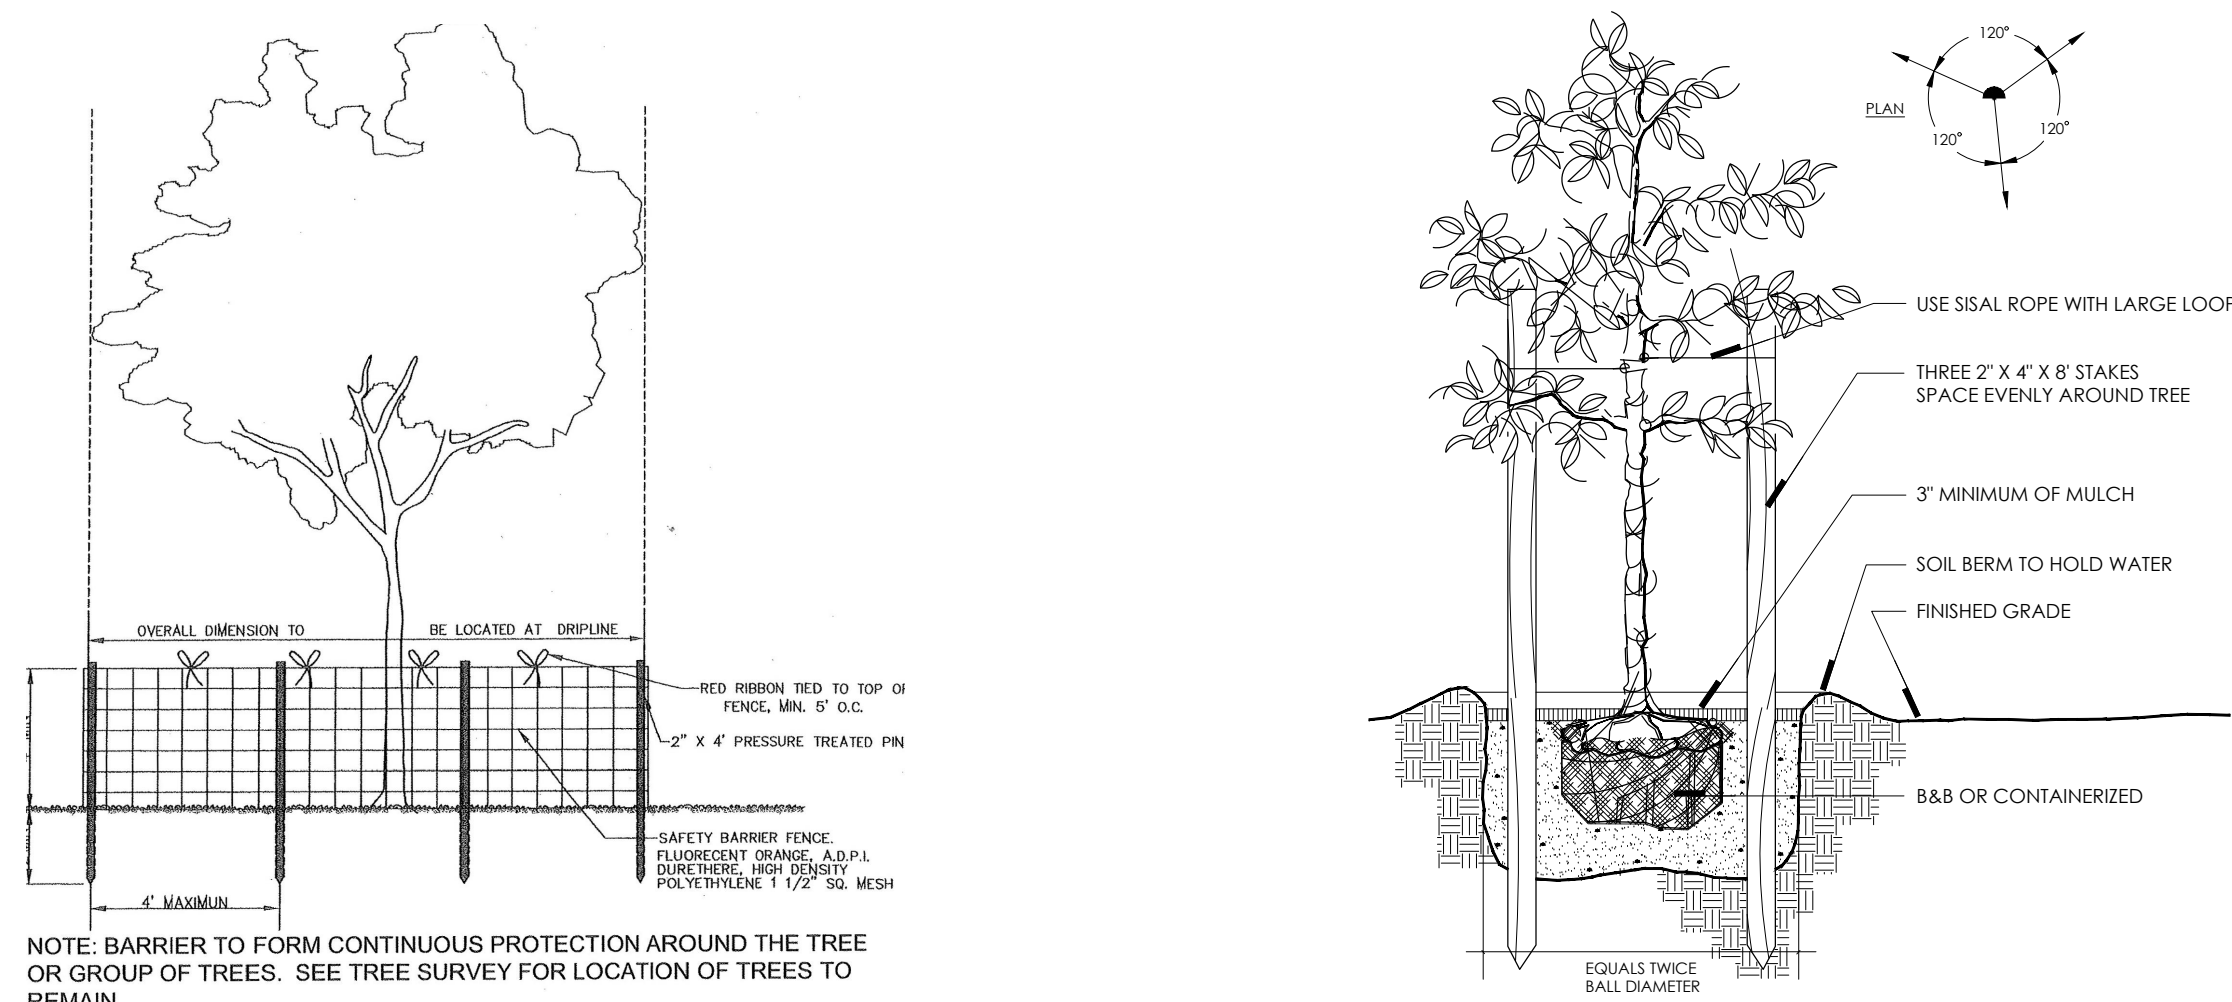 OVERALL DIMENSION TO BE LOCATED AT DRIPLINE
RED RIBBON TIED TO TOP
FENCE, MIN. 5' O.C.
2" X 4' PRESSURE TREATED PIN
SAFETY BARRIER FENCE.
FLUORECENT ORANGE, A.D.P.I.
DURETHERE, HIGH DENSITY
POLYETHYLENE 1 1/2" SQ. MESH
4' MAXIMUN
NOTE: BARRIER TO FORM CONTINUOUS PROTECTION AROUND THE TREE
OR GROUP OF TREES. SEE TREE SURVEY FOR LOCATION OF TREES TO
REMAIN
120°
PLAN
120°
120°
USE SISAL ROPE WITH LARGE LOOP
THREE 2" X 4" X 8' STAKES
SPACE EVENLY AROUND TREE
3" MINIMUM OF MULCH
SOIL BERM TO HOLD WATER
FINISHED GRADE
B&B OR CONTAINERIZED
EQUALS TWICE
BALL DIAMETER